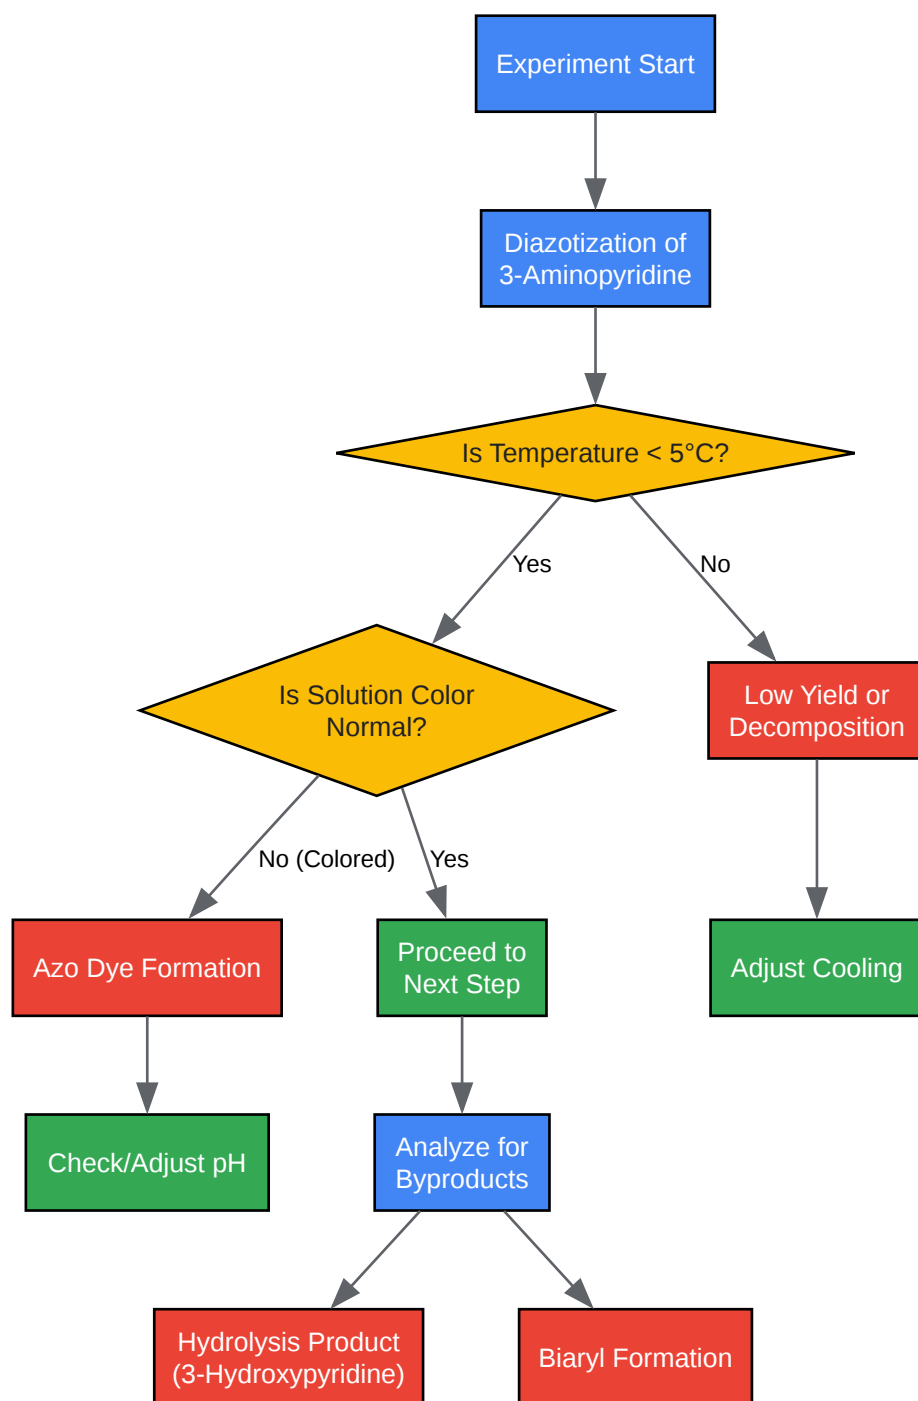 Experiment Start
Diazotization of
3-Aminopyridine
Is Temperature < 5°C?
Yes
No
Is Solution Color
Normal?
Low Yield or
Decomposition
No (Colored)
Yes
Azo Dye Formation
Proceed to
Next Step
Adjust Cooling
Check/Adjust pH
Analyze for
Byproducts
Hydrolysis Product
(3-Hydroxypyridine)
Biaryl Formation